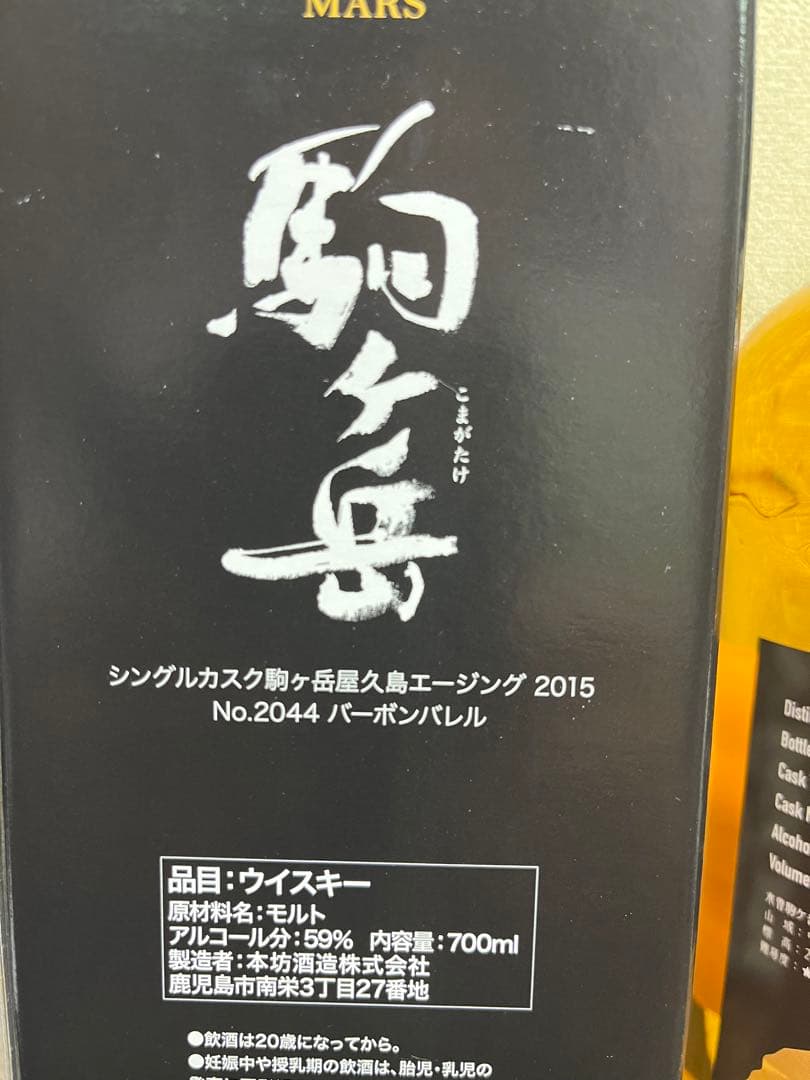 MARS
駒ヶ岳
こまがたけ
シングルカスク駒ヶ岳屋久島エージング 2015
No.2044 バーボンバレル
品目：ウイスキー
原材料名：モルト
アルコール分：59% 内容量：700ml
製造者：本坊酒造株式会社
鹿児島市南栄3丁目27番地
●飲酒は20歳になってから。
●妊娠中や授乳期の飲酒は、胎児・乳児の
Cask
Volume